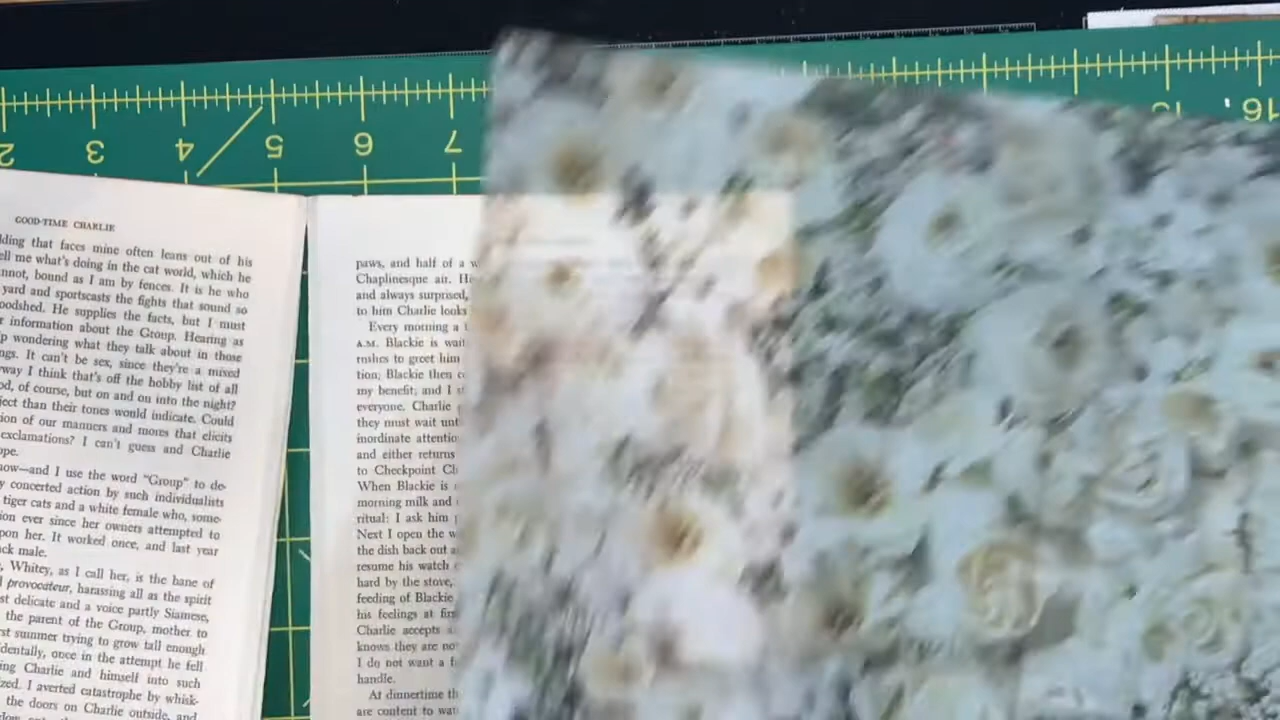 2 3 4 5 6 7 15 16
GOOD-TIME CHARLIE
lding that faces mine often leans out of his
ell me what's doing in the cat world, which he
nnot, bound as I am by fences. It is he who
yard and sportscasts the fights that sound so
oodshed. He supplies the facts, but I must
r information about the Group. Hearing as
p wondering what they talk about in those
ngs. It can't be sex, since they're a mixed
yway I think that's off the hobby list of all
od, of course, but on and on into the night?
ject than their tones would indicate. Could
ion of our manners and mores that elicits
exclamations? I can't guess and Charlie
ope.
now—and I use the word "Group" to de-
y concerted action by such individualists
tiger cats and a white female who, some-
ion ever since her owners attempted to
pon her. It worked once, and last year
ck male.
, Whitey, as I call her, is the bane of
l provocateur, harassing all as the spirit
st delicate and a voice partly Siamese,
the parent of the Group, mother to
rst summer trying to grow tall enough
identally, once in the attempt he fell
ing Charlie and himself into such
zed. I averted catastrophe by whisk-
the doors on Charlie outside, and
paws, and half of a w
Chaplinesque air. He
and always surprised,
to him Charlie looks
Every morning a t
A.M. Blackie is wait
rushes to greet him
tion; Blackie then c
my benefit; and I st
everyone. Charlie
they must wait unt
inordinate attentio
and either returns
to Checkpoint Ch
When Blackie is
morning milk and
ritual: I ask him
Next I open the w
the dish back out a
resume his watch
hard by the stove,
feeding of Blackie
his feelings at firs
Charlie accepts a
knows they are no
I do not want a f
handle.
At dinnertime th
are content to wat